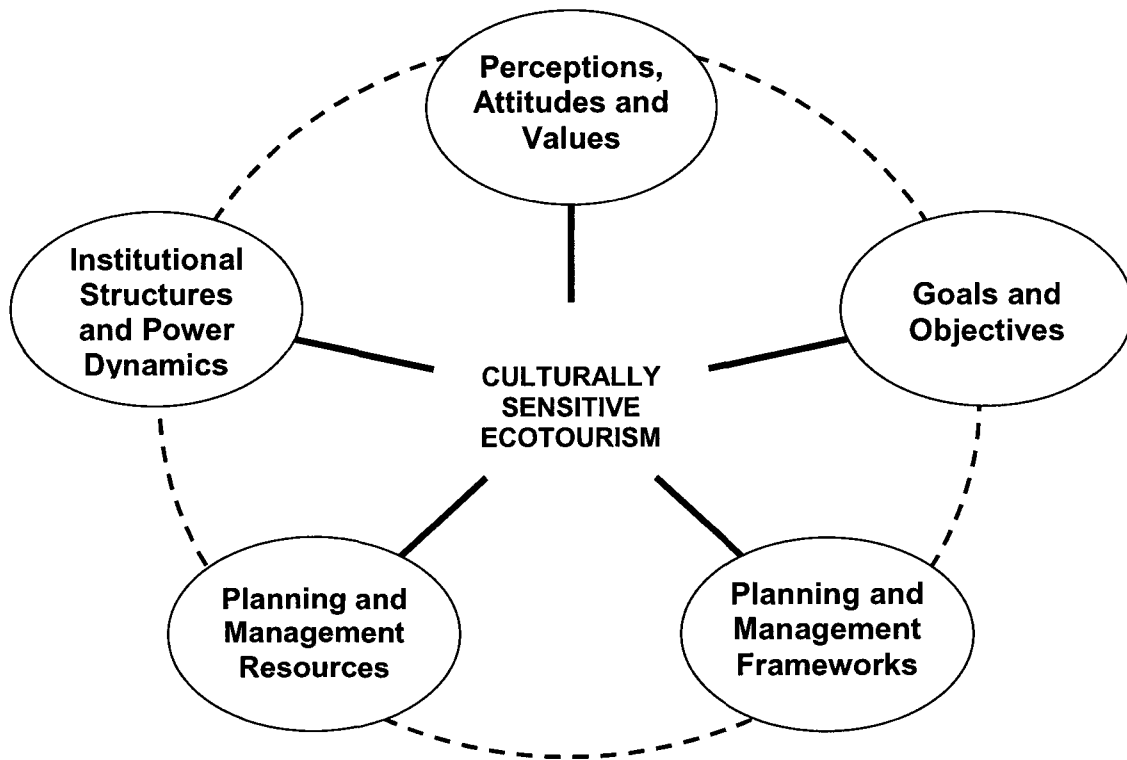 Perceptions,
Attitudes and
Values
Institutional
Structures
and Power
Dynamics
Goals and
Objectives
CULTURALLY
SENSITIVE
ECOTOURISM
Planning and
Management
Resources
Planning and
Management
Frameworks